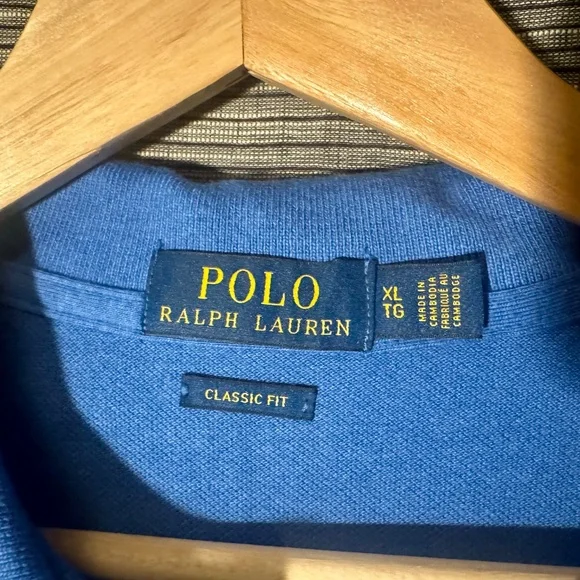 POLO
RALPH LAUREN
XL
TG
MADE IN
CAMBODIA
FABRIQUÉ AU
CAMBODGE
CLASSIC FIT